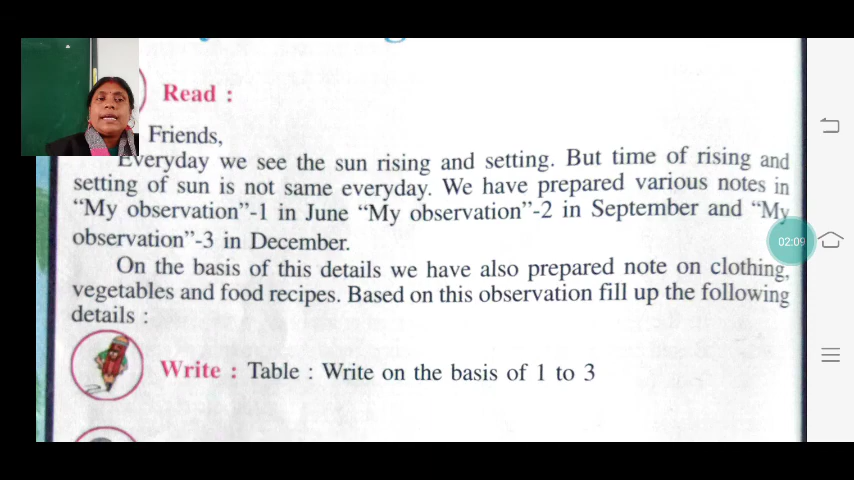 Read :
Friends,
Everyday we see the sun rising and setting. But time of rising and
setting of sun is not same everyday. We have prepared various notes in
“My observation”-1 in June “My observation”-2 in September and “My
observation”-3 in December.
02:09
On the basis of this details we have also prepared note on clothing,
vegetables and food recipes. Based on this observation fill up the following
details :
Write : Table : Write on the basis of 1 to 3